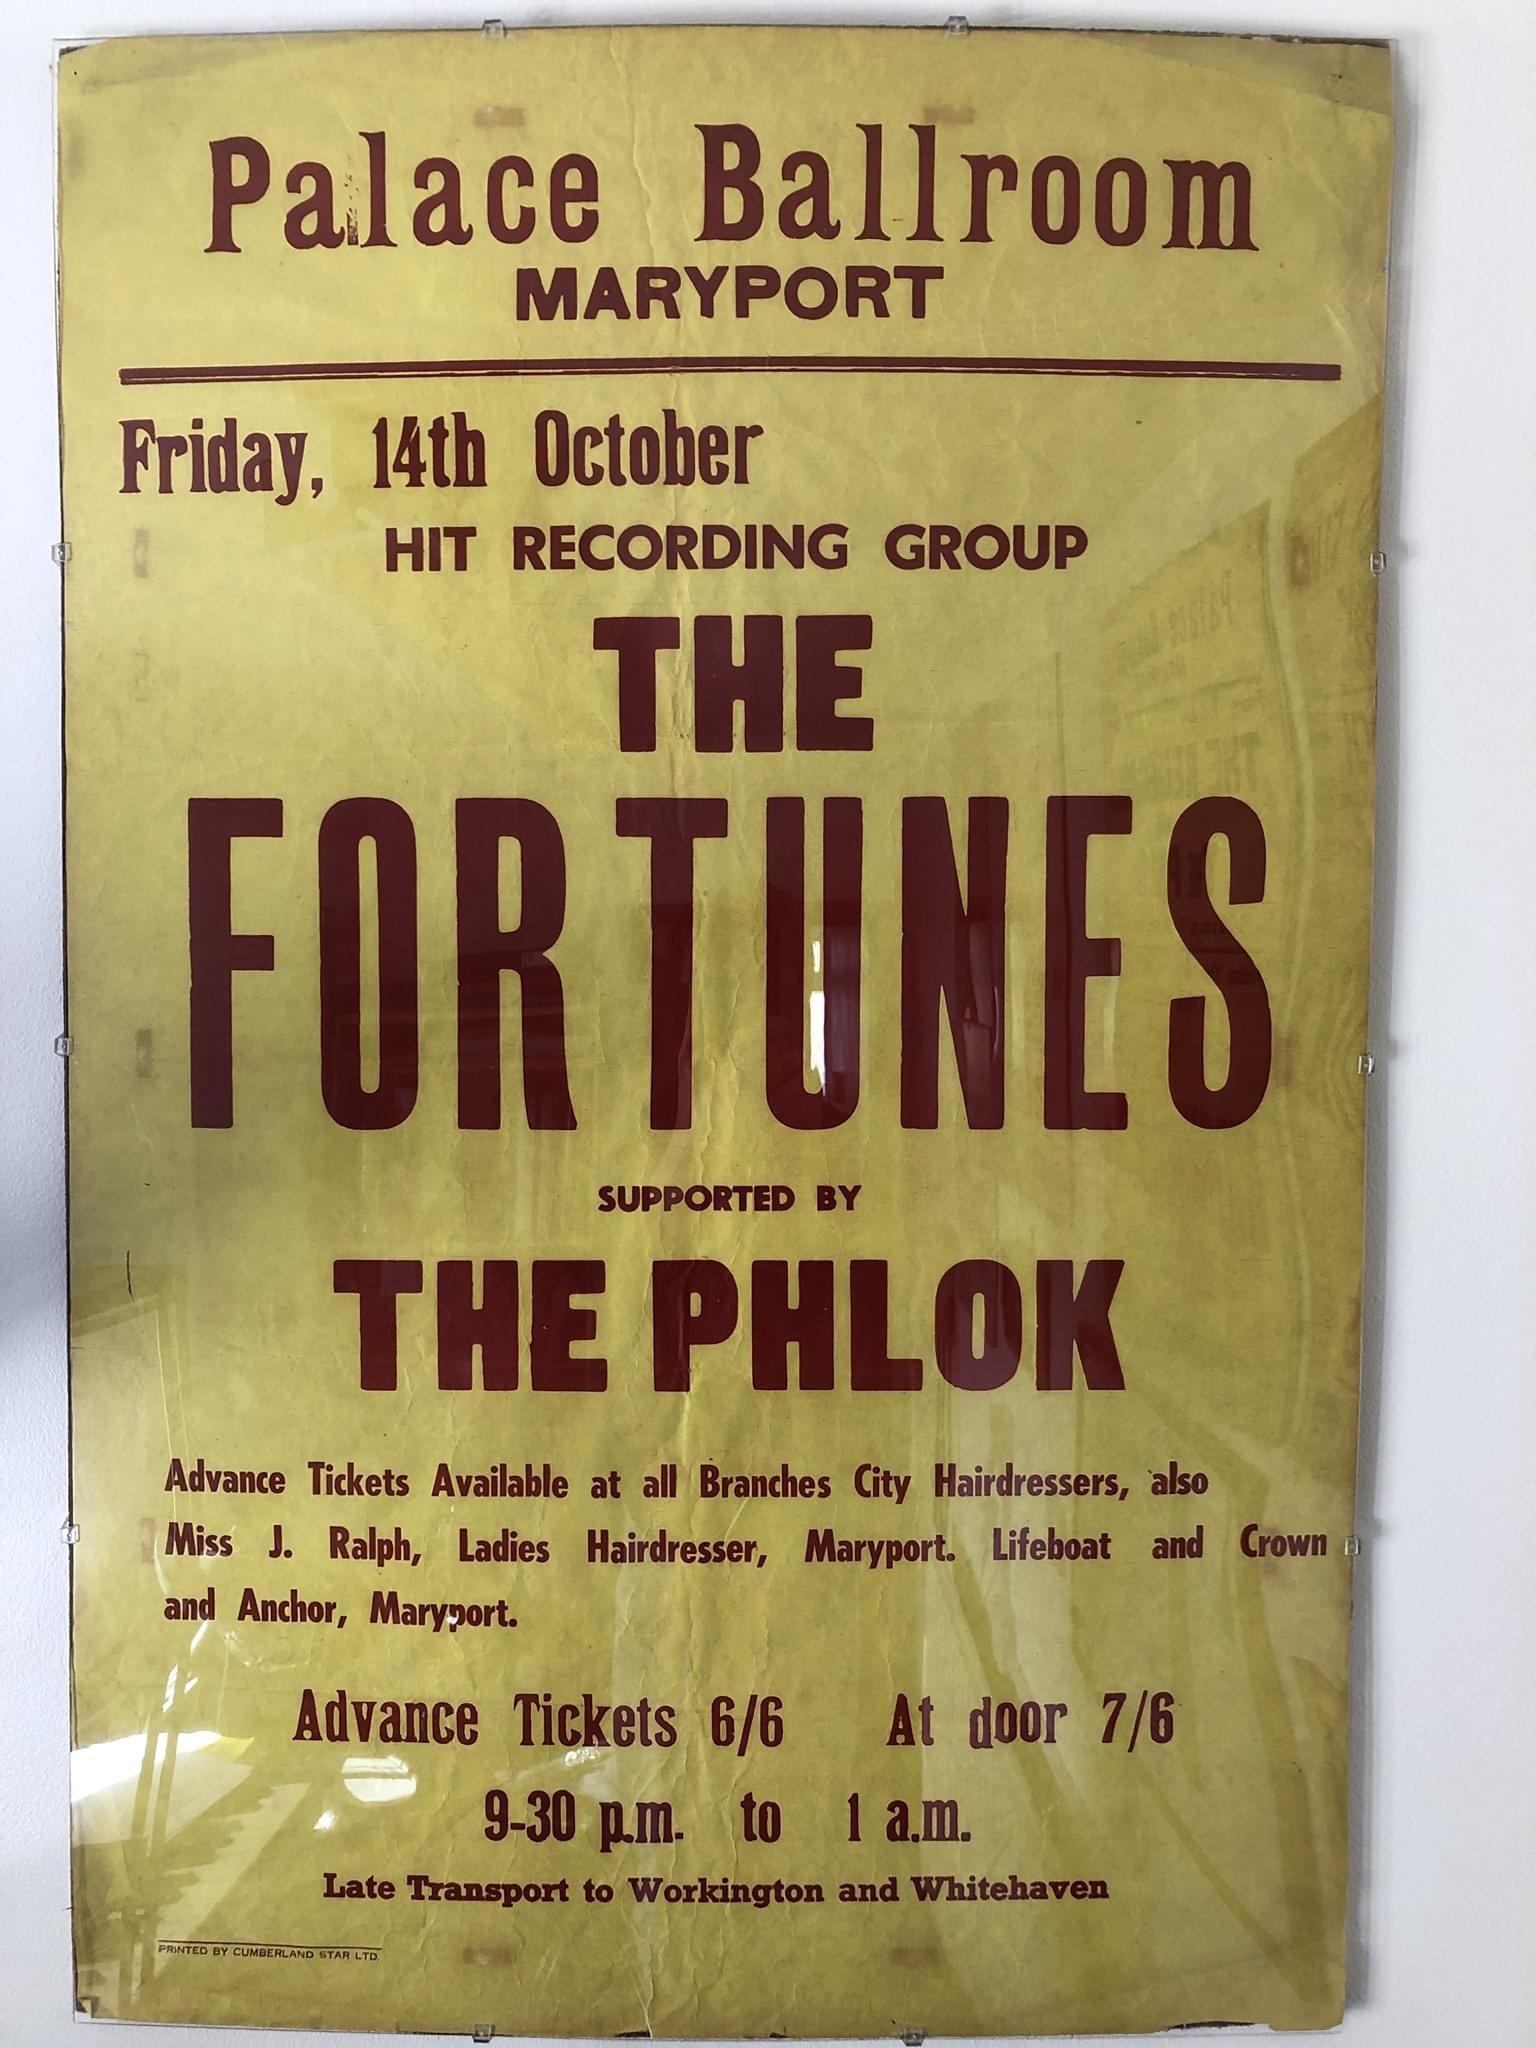 Palace Ballroom
MARYPORT
Friday, 14th October
HIT RECORDING GROUP
THE
FORTUNES
SUPPORTED BY
THE PHLOK
Advance Tickets Available at all Branches City Hairdressers, also
Miss J. Ralph, Ladies Hairdresser, Maryport. Lifeboat and Crown
and Anchor, Maryport.
Advance Tickets 6/6 At door 7/6
9-30 p.m. to 1 a.m.
Late Transport to Workington and Whitehaven
PRINTED BY CUMBERLAND STAR LTD.